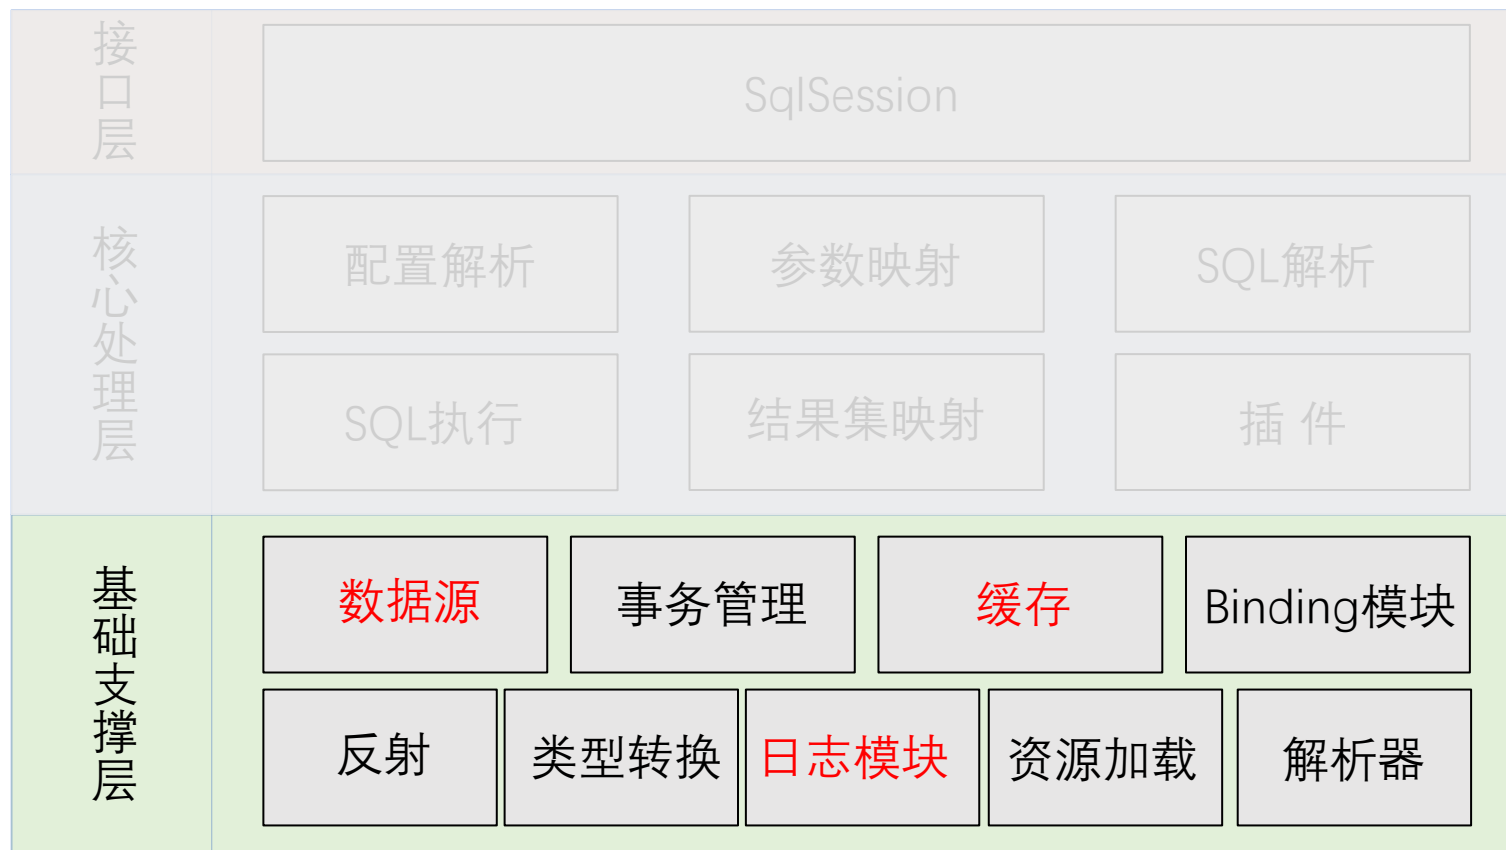 接口层
SqlSession
核心处理层
配置解析
参数映射
SQL解析
SQL执行
结果集映射
插 件
基础支撑层
数据源
事务管理
缓存
Binding模块
反射
类型转换
日志模块
资源加载
解析器